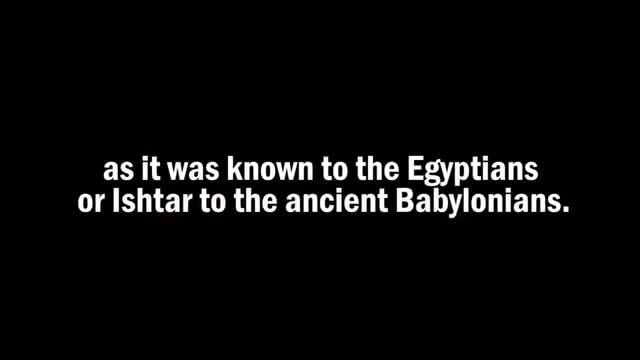 as it was known to the Egyptians
or Ishtar to the ancient Babylonians.